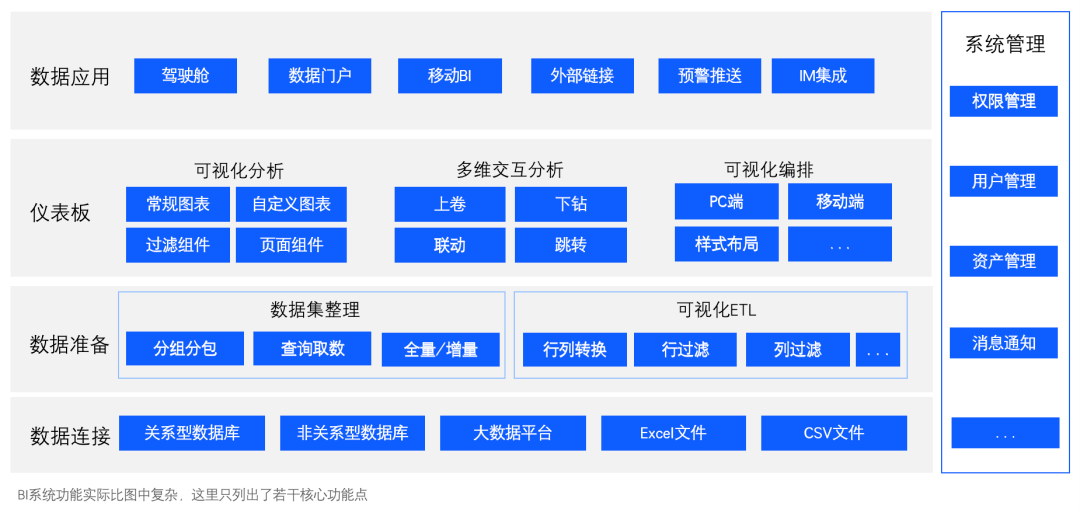 数据应用
驾驶舱
数据门户
移动BI
外部链接
预警推送
IM集成
仪表板
可视化分析
常规图表
自定义图表
过滤组件
页面组件
多维交互分析
上卷
下钻
联动
跳转
可视化编排
PC端
移动端
样式布局
...
数据准备
数据集整理
分组分包
查询取数
全量/增量
可视化ETL
行列转换
行过滤
列过滤
...
数据连接
关系型数据库
非关系型数据库
大数据平台
Excel文件
CSV文件
系统管理
权限管理
用户管理
资产管理
消息通知
...
BI系统功能实际比图中复杂，这里只列出了若干核心功能点